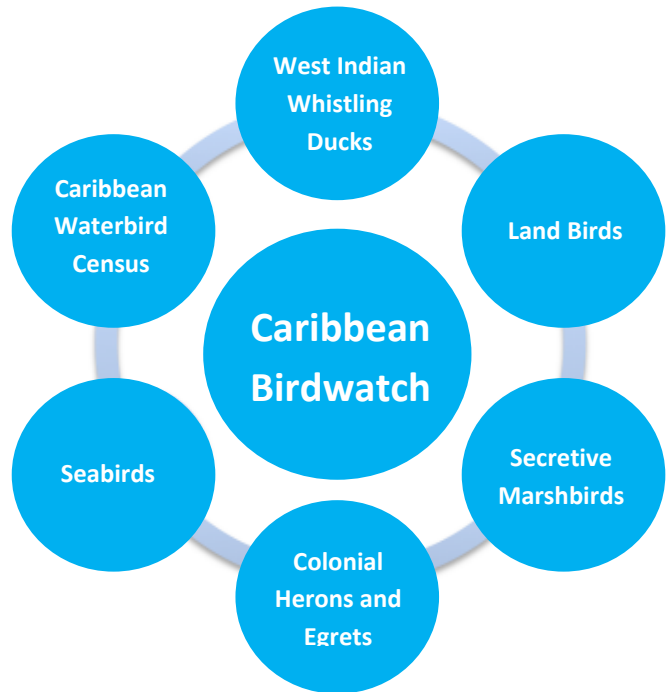 West Indian
Whistling
Ducks
Caribbean
Waterbird
Census
Land Birds
Caribbean
Birdwatch
Seabirds
Secretive
Marshbirds
Colonial
Herons and
Egrets